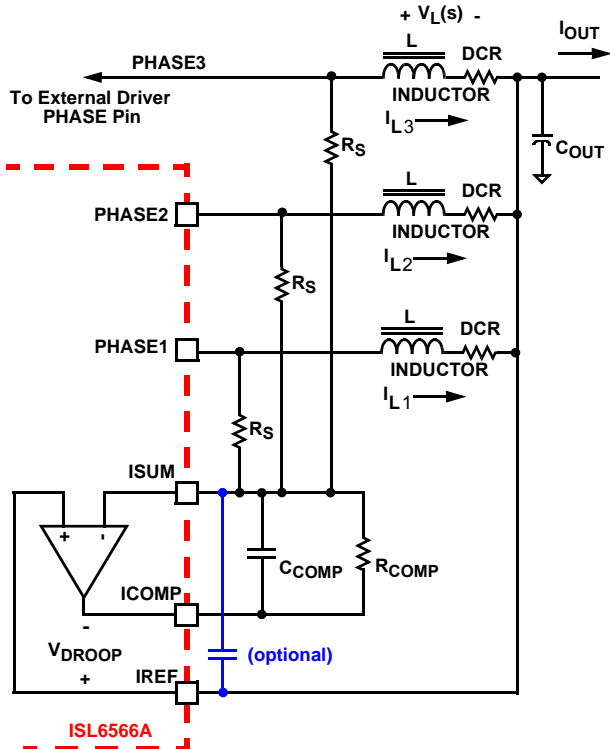 + VL(s) -
L
DCR
IOUT
PHASE3
INDUCTOR
To External Driver
PHASE Pin
IL3
COUT
RS
L
DCR
PHASE2
INDUCTOR
IL2
RS
L
DCR
PHASE1
INDUCTOR
IL1
RS
ISUM
+ -
CCOMP
RCOMP
ICOMP
-
VDROOP
(optional)
+
IREF
ISL6566A